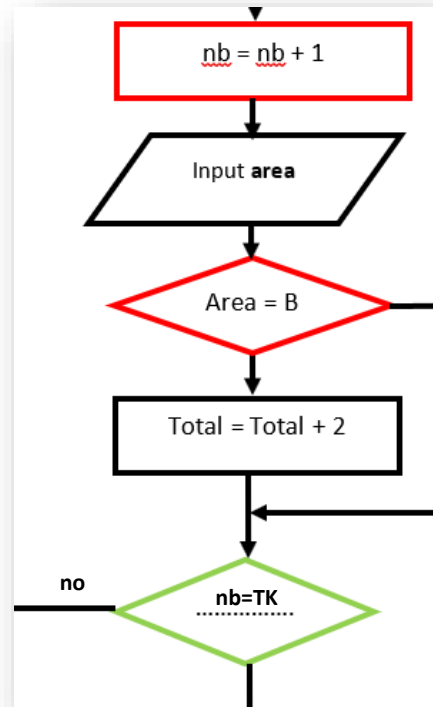 nb = nb + 1
Input area
Area = B
Total = Total + 2
no
nb=TK